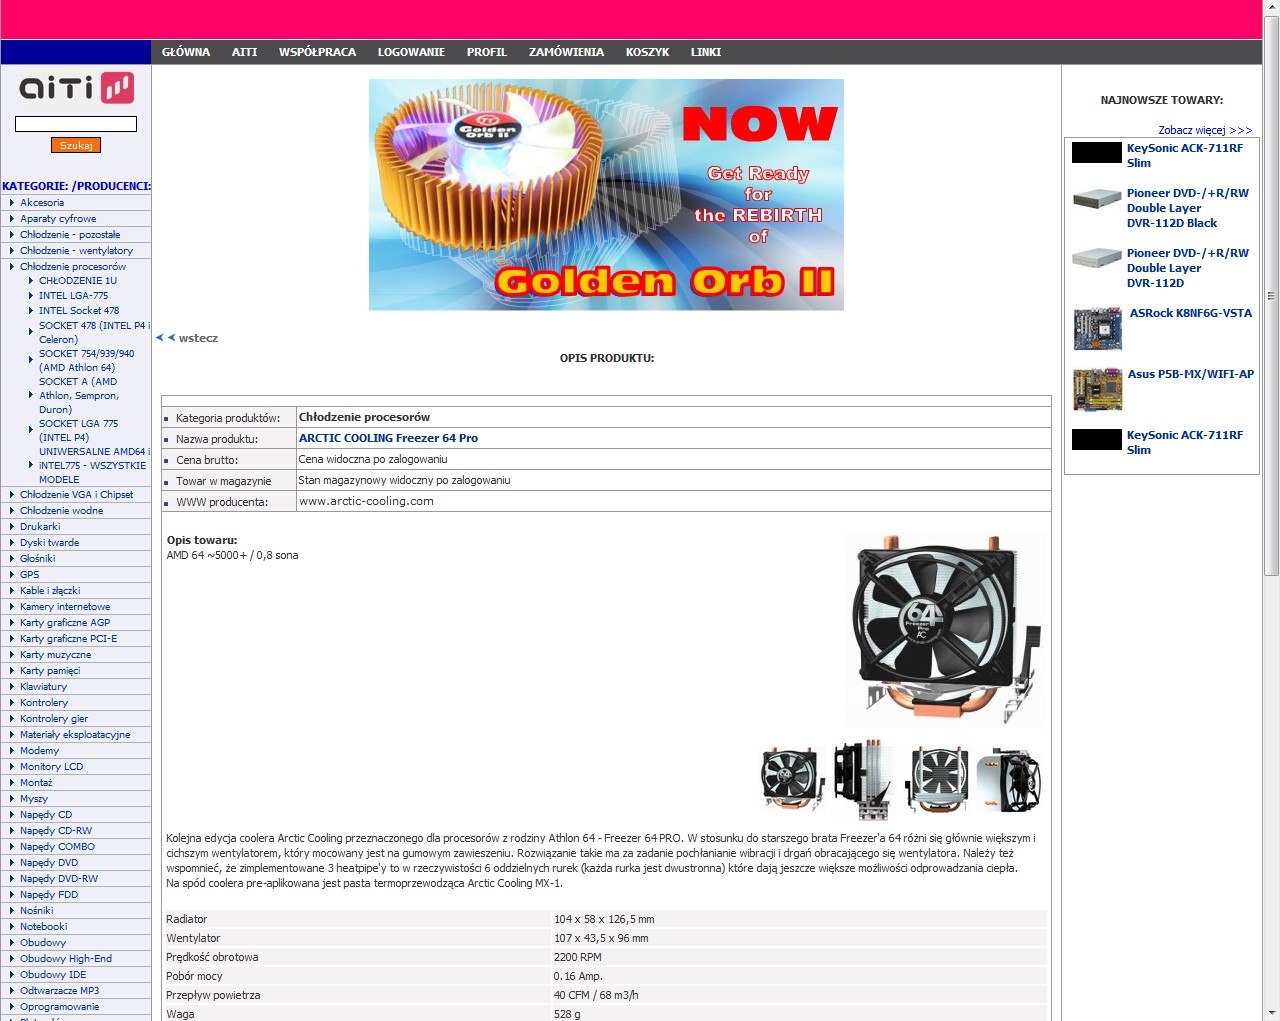 GŁÓWNA AITI WSPÓŁPRACA LOGOWANIE PROFIL ZAMÓWIENIA KOSZYK LINKI
AiTi
Szukaj
KATEGORIE: /PRODUCENCI:
Akcesoria
Aparaty cyfrowe
Chłodzenie - pozostałe
Chłodzenie - wentylatory
Chłodzenie procesorów
CHŁODZENIE 1U
INTEL LGA-775
INTEL Socket 478
SOCKET 478 (INTEL P4 i
Celeron)
SOCKET 754/939/940
(AMD Athlon 64)
SOCKET A (AMD
Athlon, Sempron,
Duron)
SOCKET LGA 775
(INTEL P4)
UNIWERSALNE AMD64 i
iNTEL775 - WSZYSTKIE
MODELE
Chłodzenie VGA i Chipset
Chłodzenie wodne
Drukarki
Dyski twarde
Głośniki
GPS
Kable i złączki
Kamery internetowe
Karty graficzne AGP
Karty graficzne PCI-E
Karty muzyczne
Karty pamięci
Klawiatury
Kontrolery
Kontrolery gier
Materiały eksploatacyjne
Modemy
Monitory LCD
Montaż
Myszy
Napędy CD
Napędy CD-RW
Napędy COMBO
Napędy DVD
Napędy DVD-RW
Napędy FDD
Nośniki
Notebooki
Obudowy
Obudowy High-End
Obudowy IDE
Odtwarzacze MP3
Oprogramowanie
Golden
Orb II
NOW
Get Ready
for
the REBIRTH
of
Golden Orb II
wstecz
OPIS PRODUKTU:
Kategoria produktów: Chłodzenie procesorów
Nazwa produktu: ARCTIC COOLING Freezer 64 Pro
Cena brutto: Cena widoczna po zalogowaniu
Towar w magazynie Stan magazynowy widoczny po zalogowaniu
WWW producenta: www.arctic-cooling.com
Opis towaru:
AMD 64 ~5000+ / 0,8 sona
64
Freezer
Pro
AC
64
Kolejna edycja coolera Arctic Cooling przeznaczonego dla procesorów z rodziny Athlon 64 - Freezer 64 PRO. W stosunku do starszego brata Freezer'a 64 różni się głównie większym i
cichszym wentylatorem, który mocowany jest na gumowym zawieszeniu. Rozwiązanie takie ma za zadanie pochłanianie wibracji i drgań obracającego się wentylatora. Należy też
wspomnieć, że zimplementowane 3 heatpipe'y to w rzeczywistości 6 oddzielnych rurek (każda rurka jest dwustronna) które dają jeszcze większe możliwości odprowadzania ciepła.
Na spód coolera pre-aplikowana jest pasta termoprzewodząca Arctic Cooling MX-1.
Radiator 104 x 58 x 126,5 mm
Wentylator 107 x 43,5 x 96 mm
Prędkość obrotowa 2200 RPM
Pobór mocy 0.16 Amp.
Przepływ powietrza 40 CFM / 68 m3/h
Waga 528 g
NAJNOWSZE TOWARY:
Zobacz więcej >>>
KeySonic ACK-711RF
Slim
Pioneer DVD-/+R/RW
Double Layer
DVR-112D Black
Pioneer DVD-/+R/RW
Double Layer
DVR-112D
ASRock K8NF6G-VSTA
Asus P5B-MX/WIFI-AP
KeySonic ACK-711RF
Slim